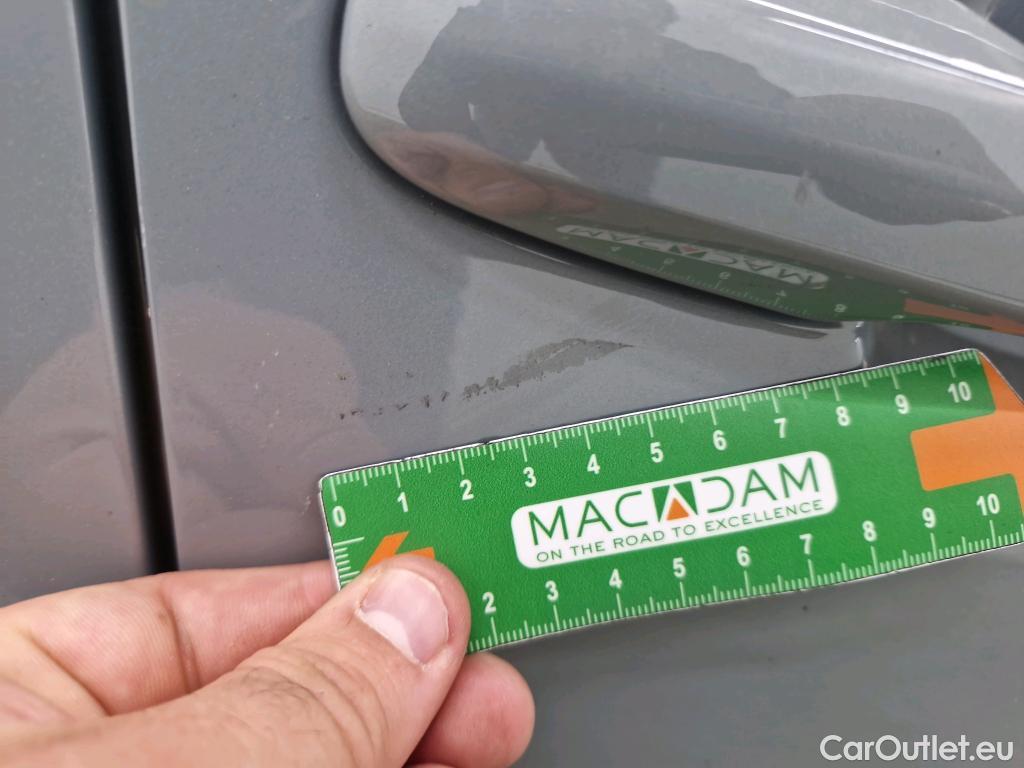 0 1 2 3 4 5 6 7 8 9 10
MACADAM
ON THE ROAD TO EXCELLENCE
2 3 4 5 6 7 8 9 10
CarOutlet.eu